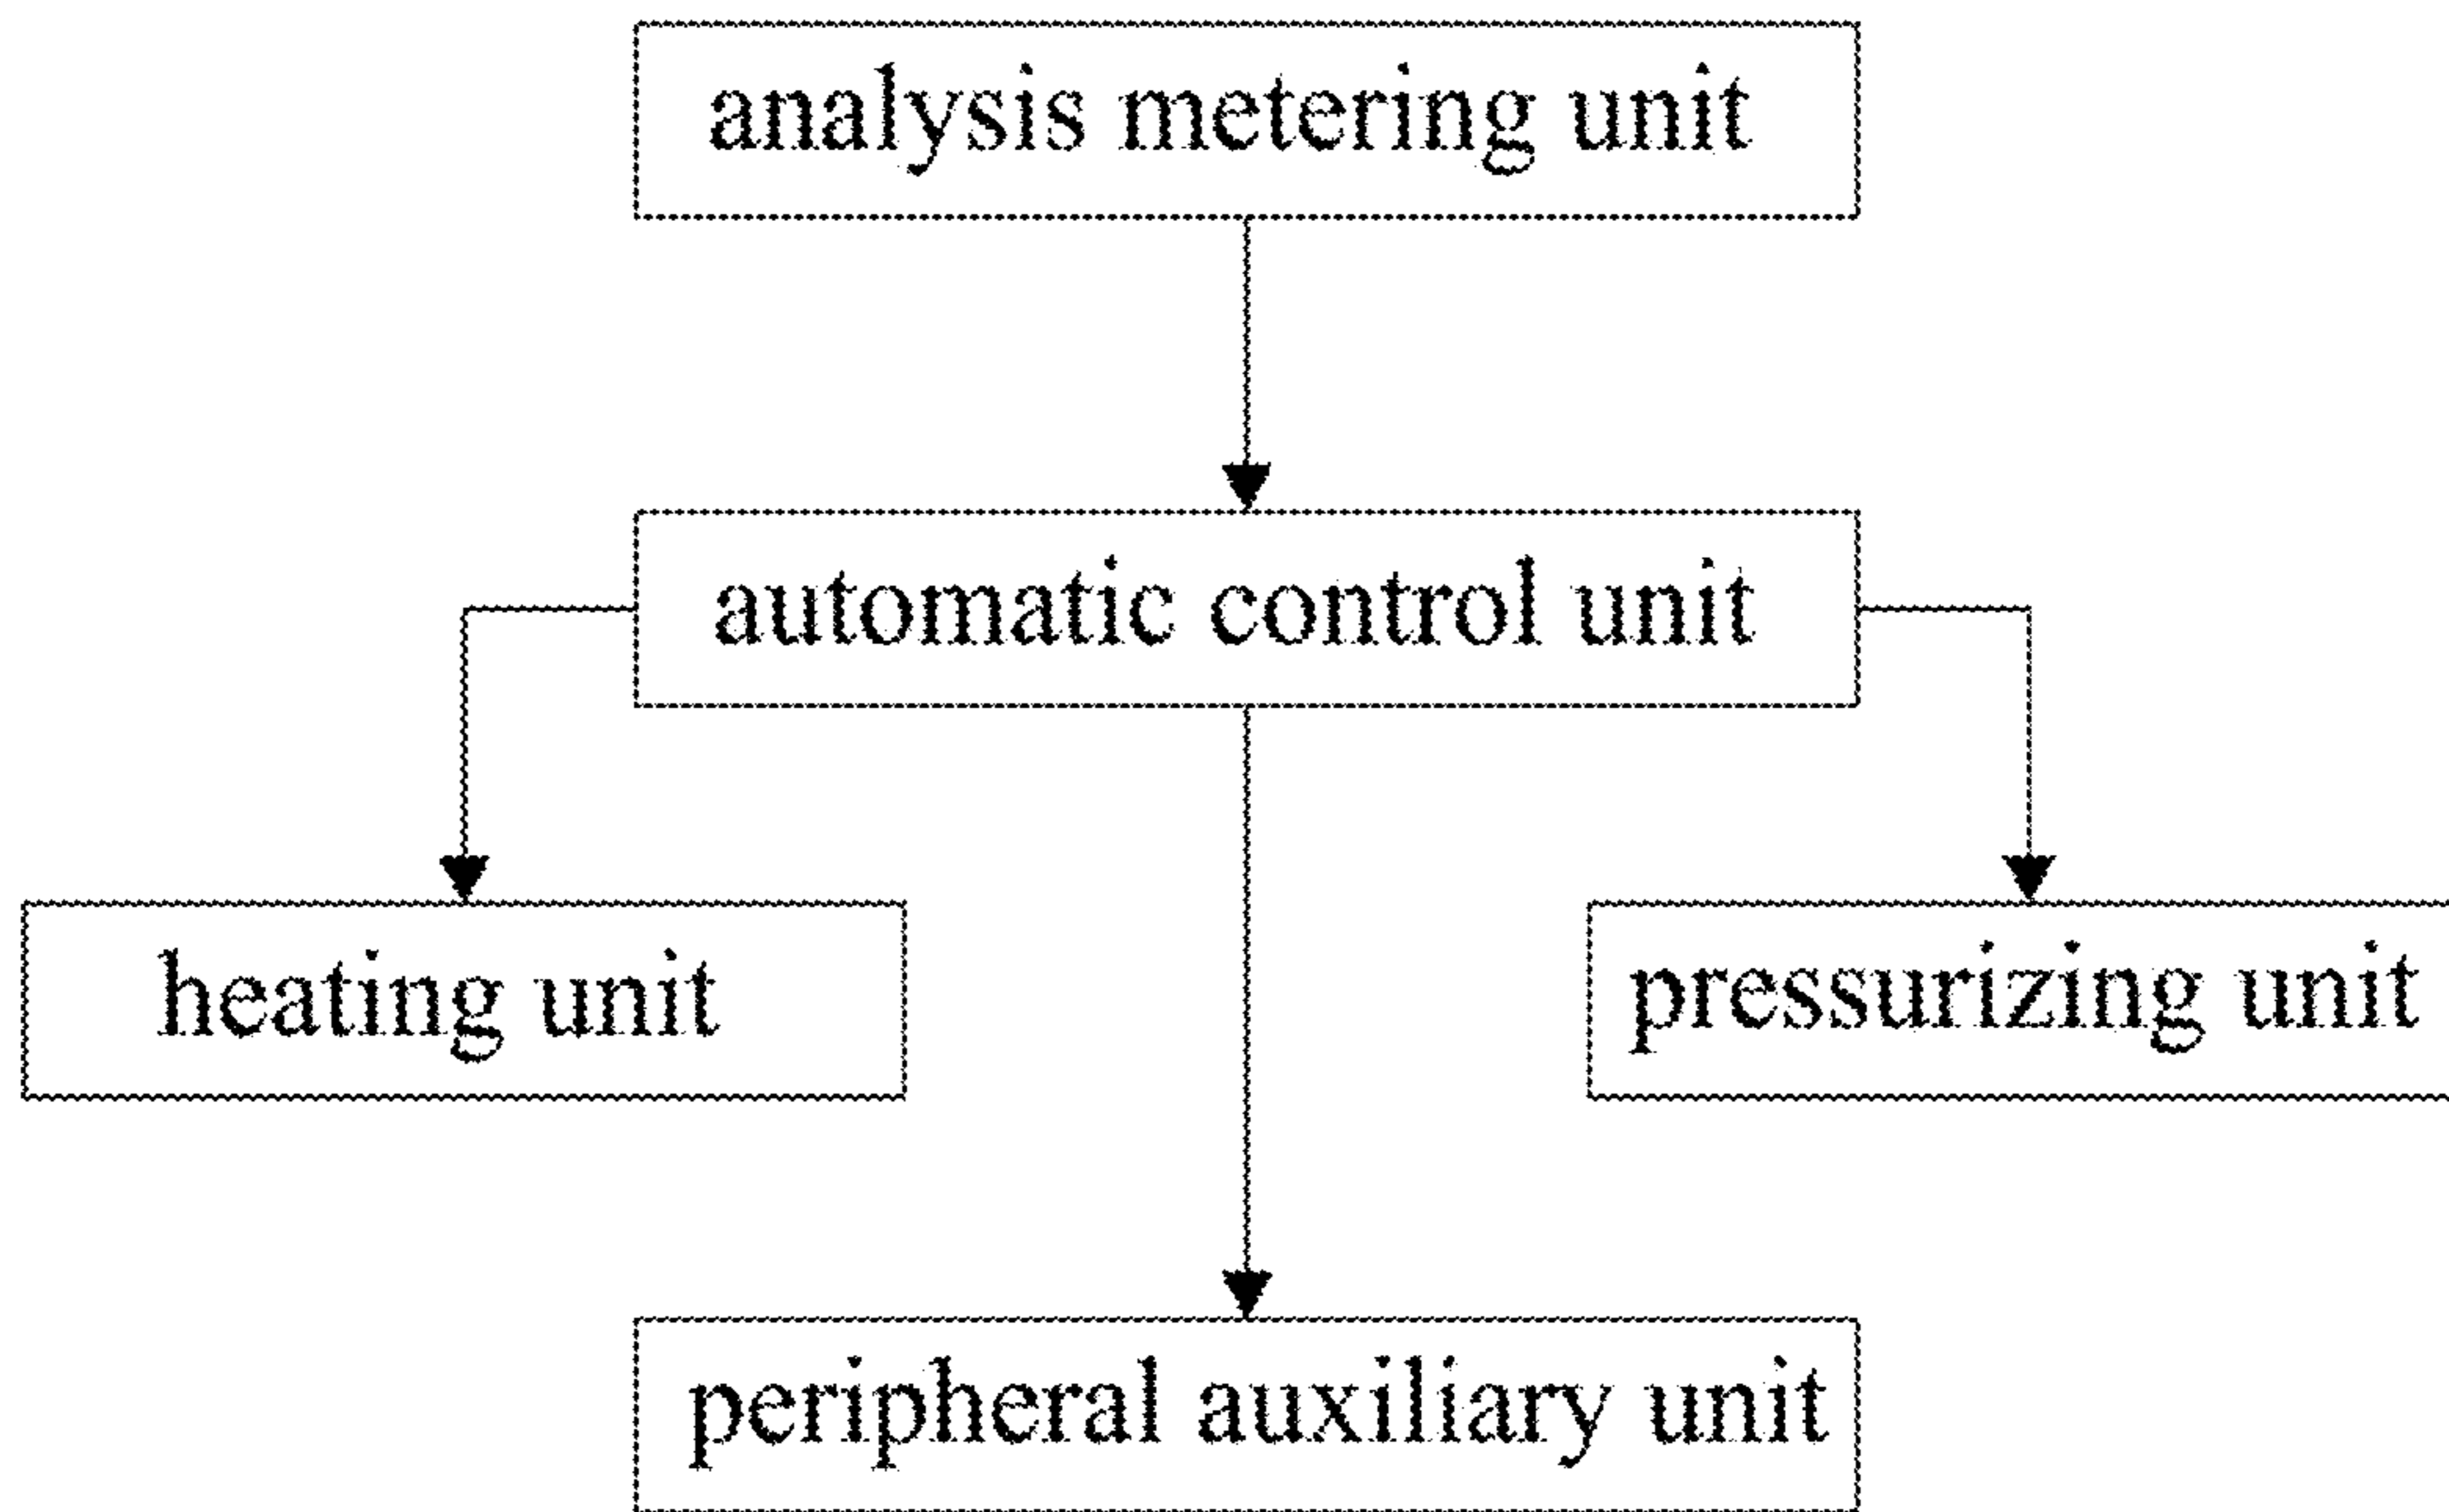 analysis metering unit
automatic control unit
heating unit
pressurizing unit
peripheral auxiliary unit